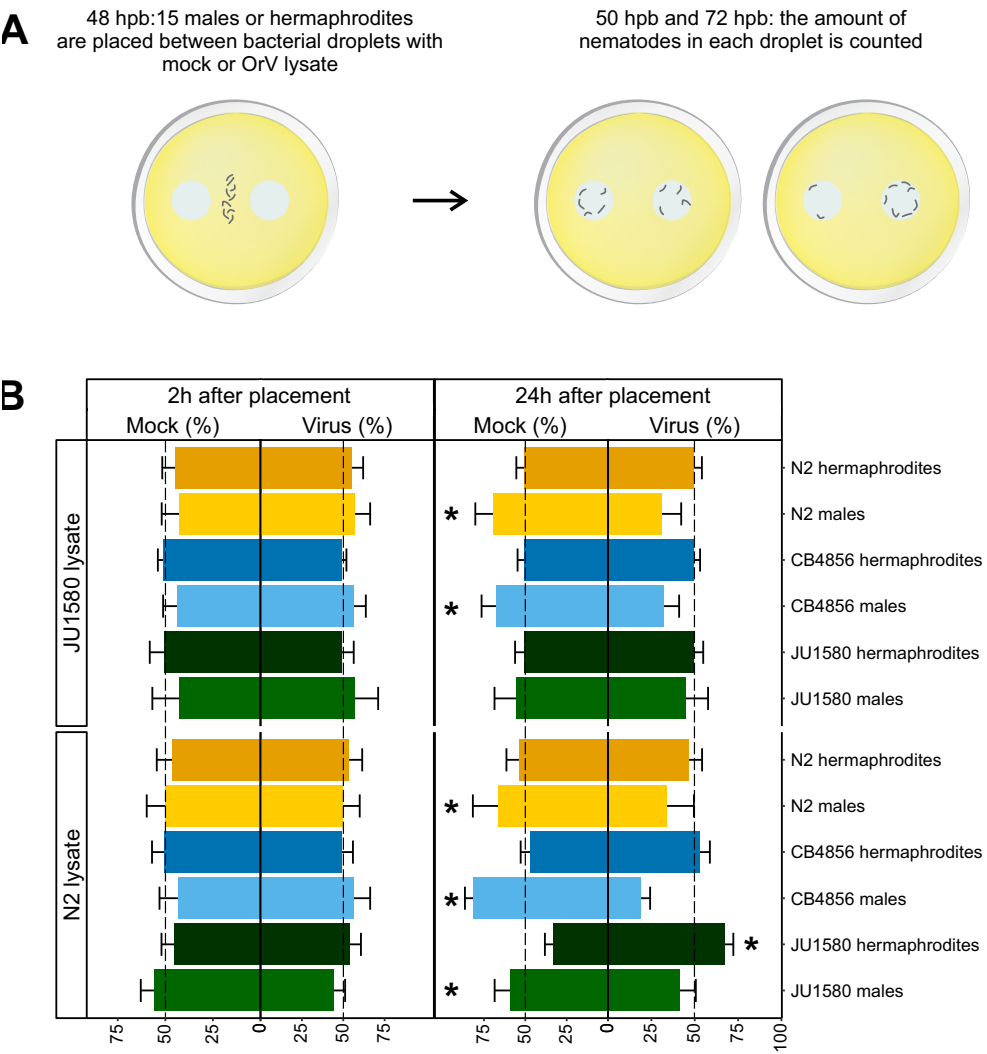 A
48 hpb:15 males or hermaphrodites
are placed between bacterial droplets with
mock or OrV lysate
50 hpb and 72 hpb: the amount of
nematodes in each droplet is counted
B
2h after placement
24h after placement
Mock (%)
Virus (%)
Mock (%)
Virus (%)
JU1580 lysate
N2 hermaphrodites
* N2 males
CB4856 hermaphrodites
* CB4856 males
JU1580 hermaphrodites
JU1580 males
N2 lysate
N2 hermaphrodites
* N2 males
CB4856 hermaphrodites
* CB4856 males
* JU1580 hermaphrodites
* JU1580 males
75 50 25 0 25 50 75
75 50 25 0 25 50 75 100